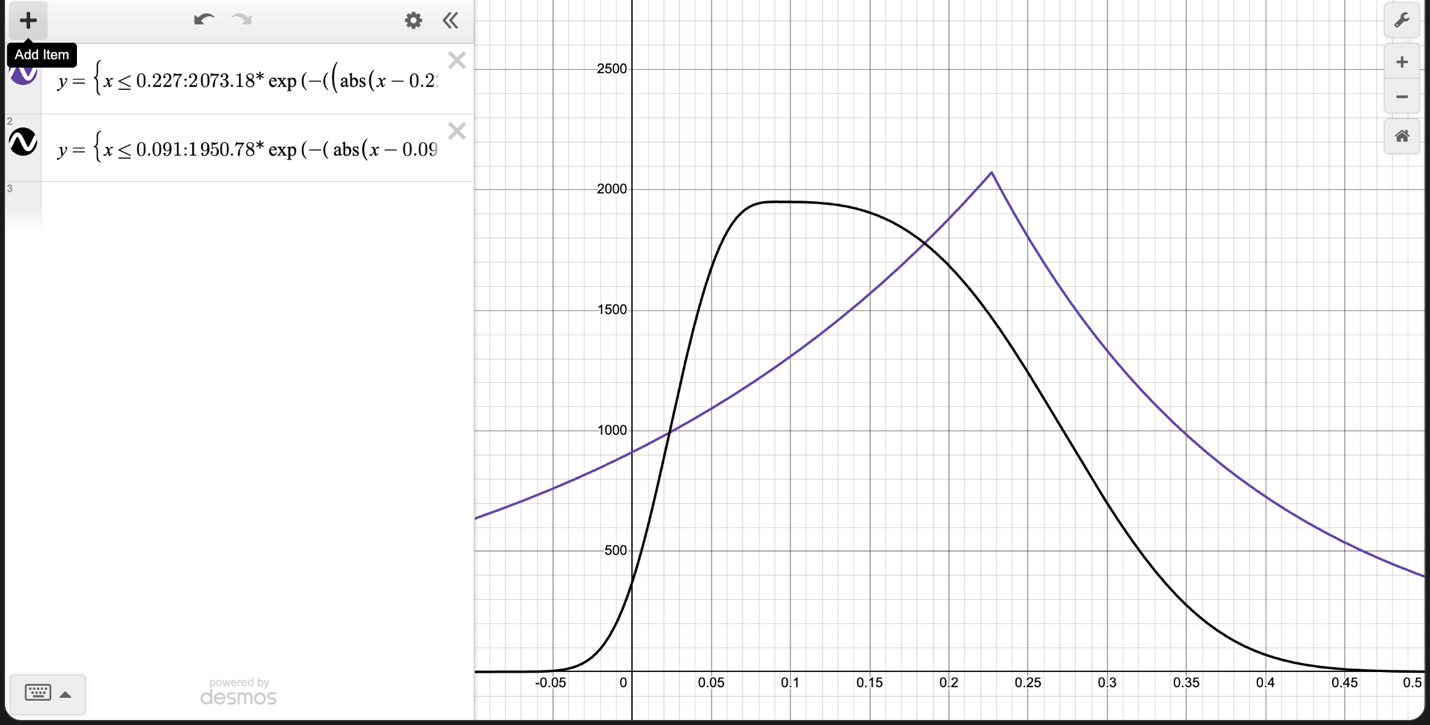 Add Item
y = {x ≤ 0.227:2073.18* exp (−((abs(x − 0.2
2
y = {x ≤ 0.091:1950.78* exp (−( abs(x − 0.09
3
powered by
desmos
2500
2000
1500
1000
500
-0.05 0 0.05 0.1 0.15 0.2 0.25 0.3 0.35 0.4 0.45 0.5